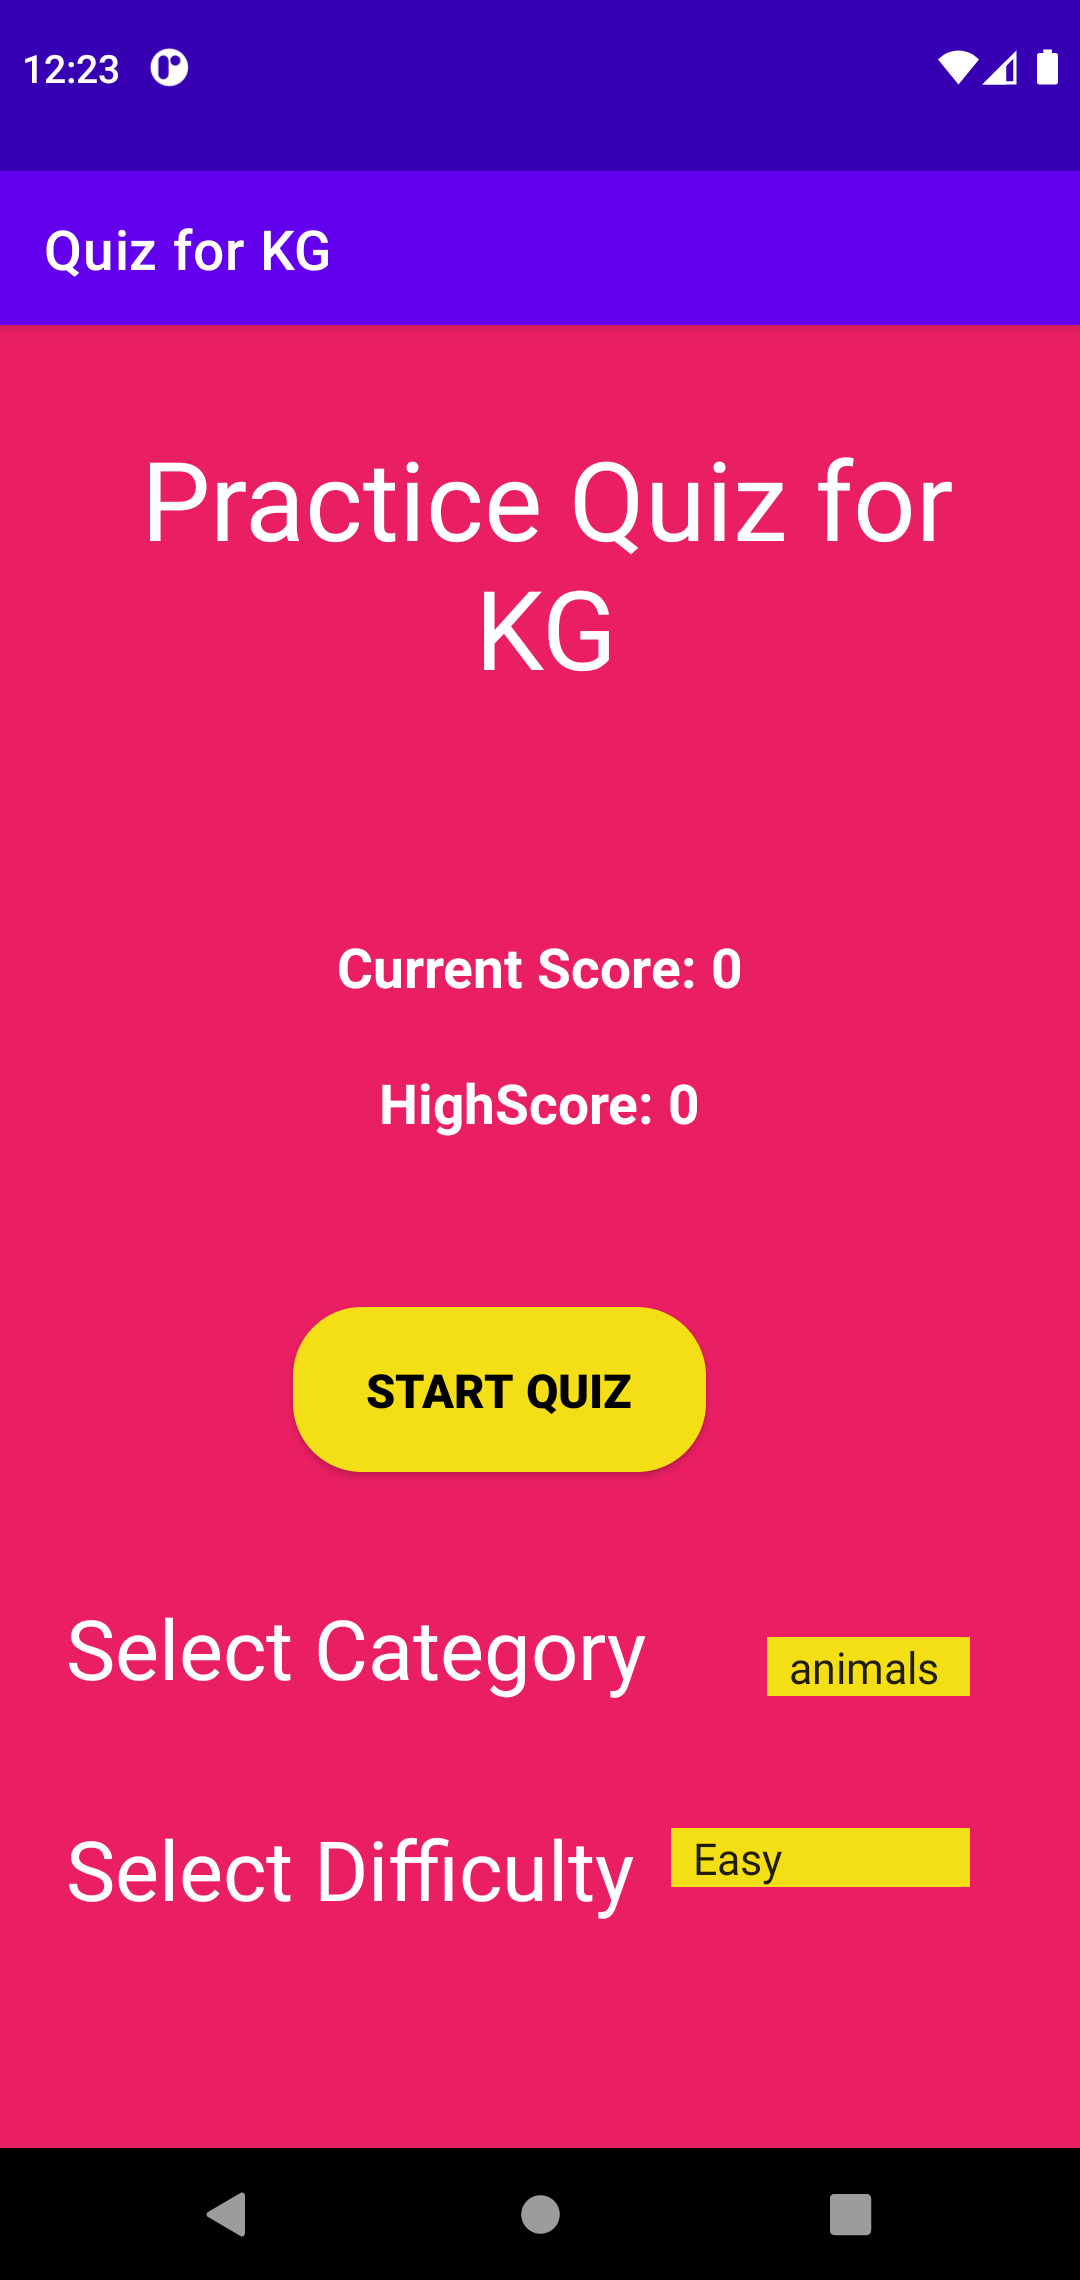 12:23
Quiz for KG
Practice Quiz for
KG
Current Score: 0
HighScore: 0
START QUIZ
Select Category
animals
Select Difficulty
Easy